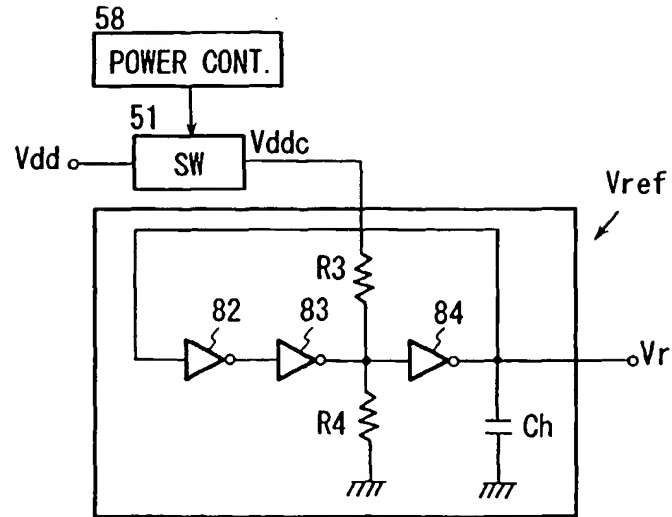 58
POWER CONT.
51
Vdd
SW
Vddc
Vref
R3
82
83
84
Vr
R4
Ch